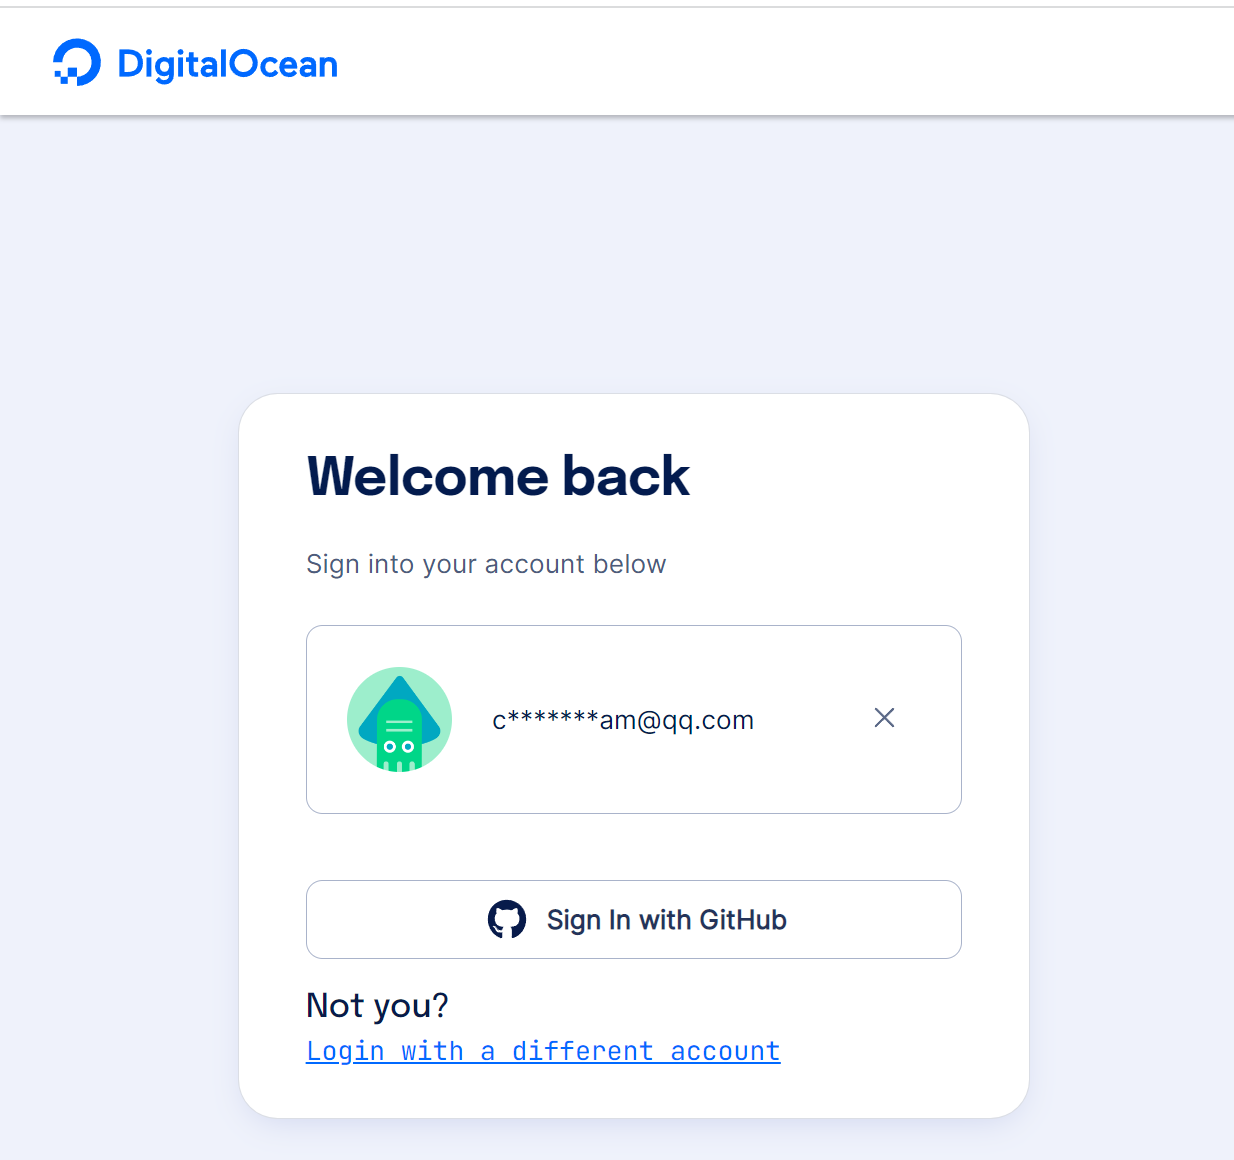 DigitalOcean
Welcome back
Sign into your account below
c*******am@qq.com
Sign In with GitHub
Not you?
Login with a different account